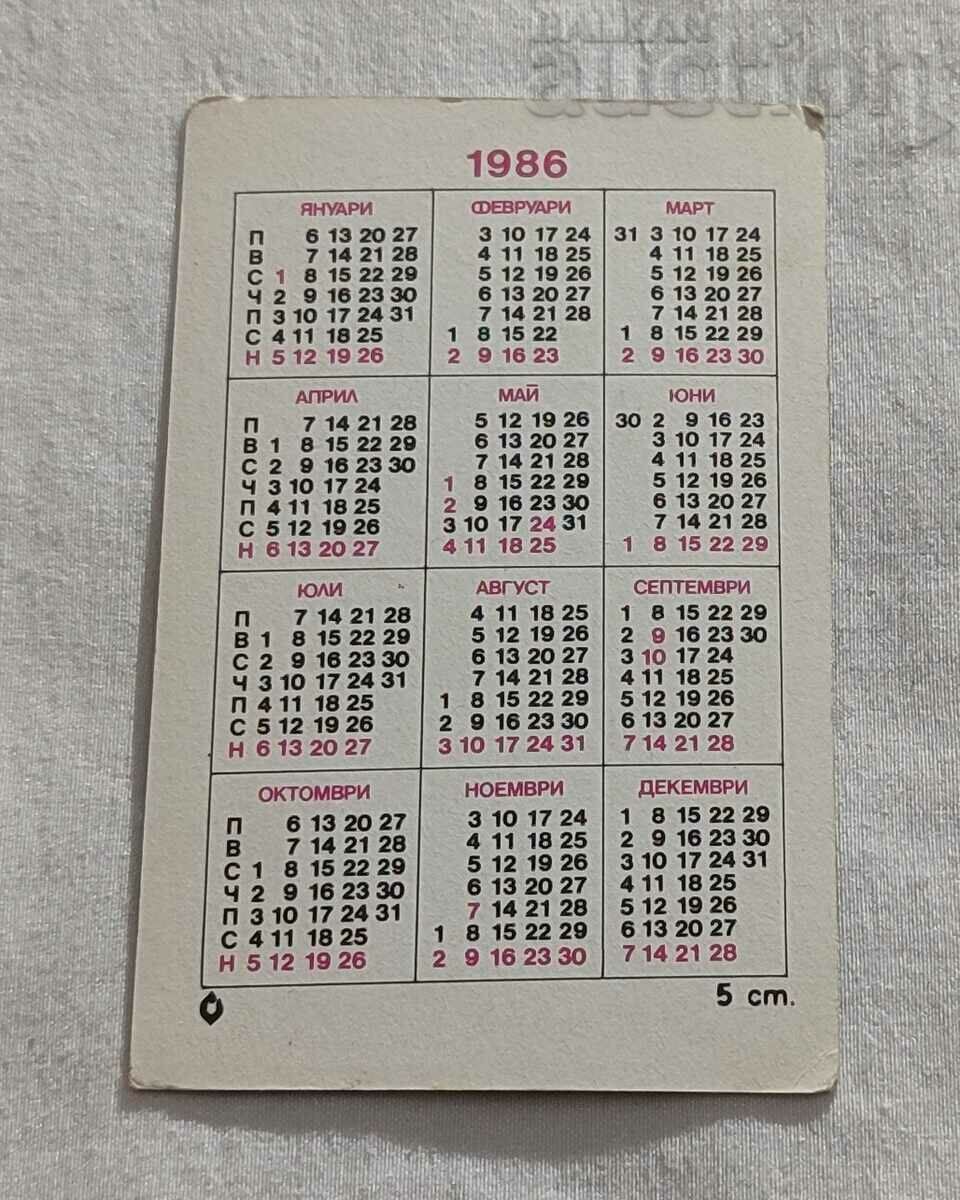 1986
ЯНУАРИ
П 6 13 20 27
В 7 14 21 28
С 1 8 15 22 29
Ч 2 9 16 23 30
П 3 10 17 24 31
С 4 11 18 25
Н 5 12 19 26
ФЕВРУАРИ
3 10 17 24
4 11 18 25
5 12 19 26
6 13 20 27
7 14 21 28
1 8 15 22
2 9 16 23
МАРТ
31 3 10 17 24
4 11 18 25
5 12 19 26
6 13 20 27
7 14 21 28
1 8 15 22 29
2 9 16 23 30
АПРИЛ
П 7 14 21 28
В 1 8 15 22 29
С 2 9 16 23 30
Ч 3 10 17 24
П 4 11 18 25
С 5 12 19 26
Н 6 13 20 27
МАЙ
5 12 19 26
6 13 20 27
7 14 21 28
1 8 15 22 29
2 9 16 23 30
3 10 17 24 31
4 11 18 25
ЮНИ
30 2 9 16 23
3 10 17 24
4 11 18 25
5 12 19 26
6 13 20 27
7 14 21 28
1 8 15 22 29
ЮЛИ
П 7 14 21 28
В 1 8 15 22 29
С 2 9 16 23 30
Ч 3 10 17 24 31
П 4 11 18 25
С 5 12 19 26
Н 6 13 20 27
АВГУСТ
4 11 18 25
5 12 19 26
6 13 20 27
7 14 21 28
1 8 15 22 29
2 9 16 23 30
3 10 17 24 31
СЕПТЕМВРИ
1 8 15 22 29
2 9 16 23 30
3 10 17 24
4 11 18 25
5 12 19 26
6 13 20 27
7 14 21 28
ОКТОМВРИ
П 6 13 20 27
В 7 14 21 28
С 1 8 15 22 29
Ч 2 9 16 23 30
П 3 10 17 24 31
С 4 11 18 25
Н 5 12 19 26
НОЕМВРИ
3 10 17 24
4 11 18 25
5 12 19 26
6 13 20 27
7 14 21 28
1 8 15 22 29
2 9 16 23 30
ДЕКЕМВРИ
1 8 15 22 29
2 9 16 23 30
3 10 17 24 31
4 11 18 25
5 12 19 26
6 13 20 27
7 14 21 28
5 ст.